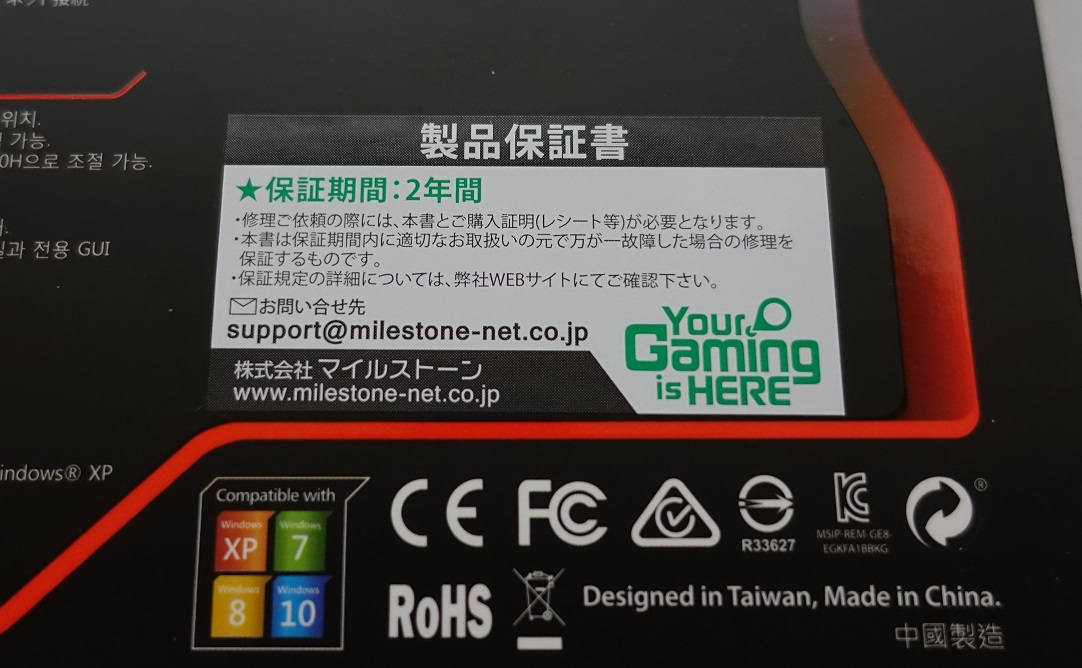 ネット接続
위치.
가능.
0H으로 조절 가능.
일과 전용 GUI
製品保証書
★保証期間：2年間
・修理ご依頼の際には、本書とご購入証明(レシート等)が必要となります。
・本書は保証期間内に適切なお取扱いの元で万が一故障した場合の修理を
保証するものです。
・保証規定の詳細については、弊社WEBサイトにてご確認下さい。
お問い合せ先
support@milestone-net.co.jp
株式会社 マイルストーン
www.milestone-net.co.jp
Your
Gaming
is HERE
indows® XP
Compatible with
Windows Windows
XP 7
Windows Windows
8 10
CE FC R33627 MSIP-REM-GE8-
EGKFA1BBKG ®
RoHS
Designed in Taiwan, Made in China.
中國製造